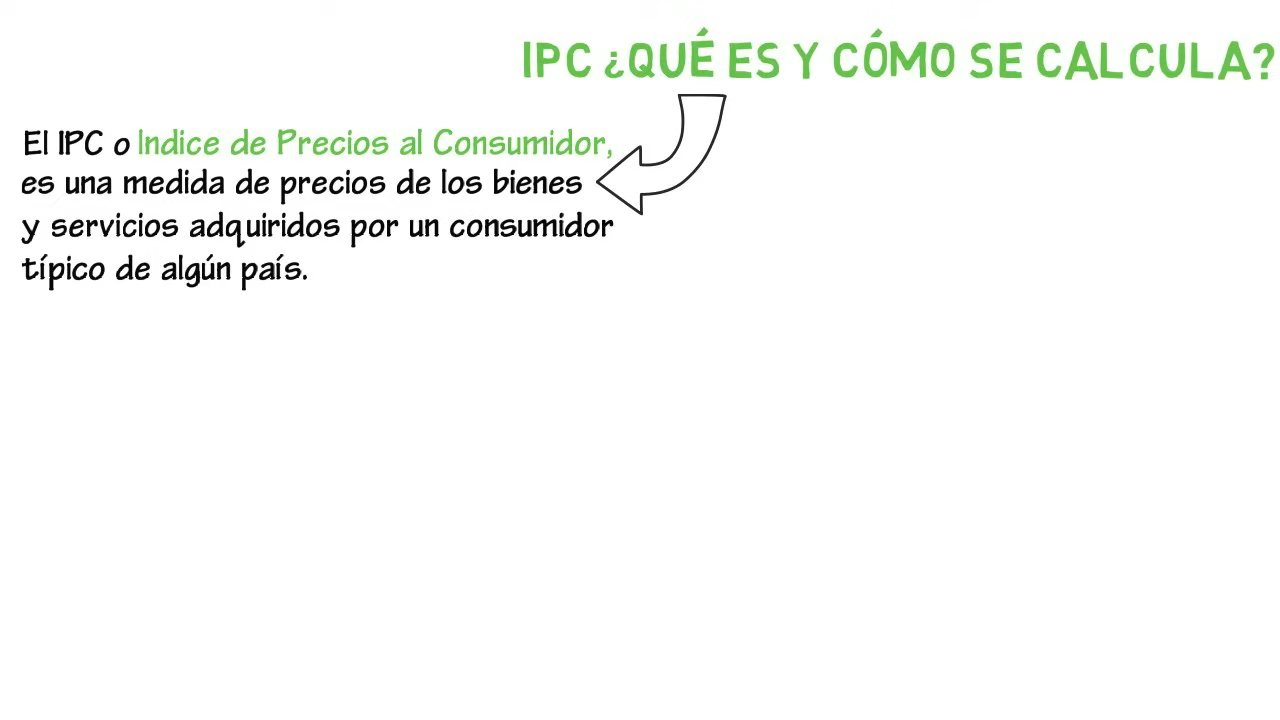 IPC ¿QUÉ ES Y CÓMO SE CALCULA?
El IPC o Indice de Precios al Consumidor,
es una medida de precios de los bienes
y servicios adquiridos por un consumidor
típico de algún país.